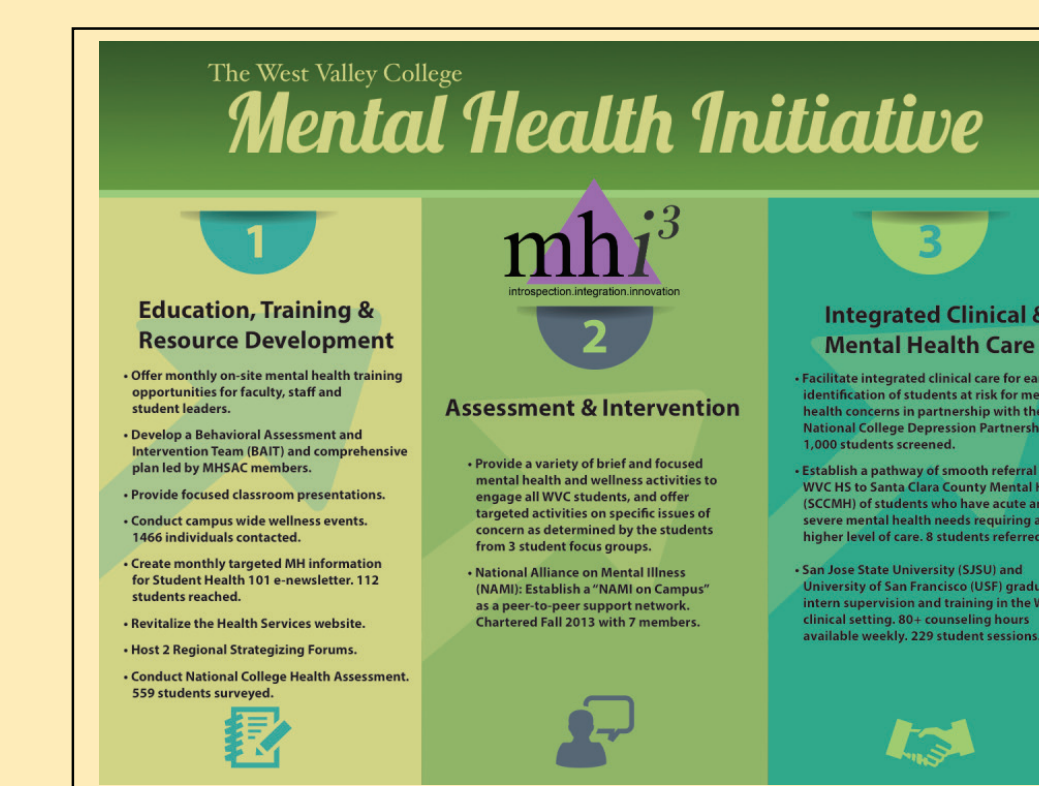 The West Valley College
Mental Health Initiative
1
Education, Training &
Resource Development
• Offer monthly on-site mental health training
opportunities for faculty, staff and
student leaders.
• Develop a Behavioral Assessment and
Intervention Team (BAIT) and comprehensive
plan led by MHSAC members.
• Provide focused classroom presentations.
• Conduct campus wide wellness events.
1466 individuals contacted.
• Create monthly targeted MH information
for Student Health 101 e-newsletter. 112
students reached.
• Revitalize the Health Services website.
• Host 2 Regional Strategizing Forums.
• Conduct National College Health Assessment.
559 students surveyed.
mhi3
introspection.integration.innovation
2
Assessment & Intervention
• Provide a variety of brief and focused
mental health and wellness activities to
engage all WVC students, and offer
targeted activities on specific issues of
concern as determined by the students
from 3 student focus groups.
• National Alliance on Mental Illness
(NAMI): Establish a “NAMI on Campus”
as a peer-to-peer support network.
Chartered Fall 2013 with 7 members.
3
Integrated Clinical &
Mental Health Care
• Facilitate integrated clinical care for
identification of students at risk for
health concerns in partnership with
National College Depression
1,000 students screened.
• Establish a pathway of smooth referral
WVC HS to Santa Clara County Mental
(SCCMH) of students who have acute
severe mental health needs requiring
higher level of care. 8 students
• San Jose State University (SJSU) and
University of San Francisco (USF)
intern supervision and training in the
clinical setting. 80+ counseling hours
available weekly. 229 student sessions.